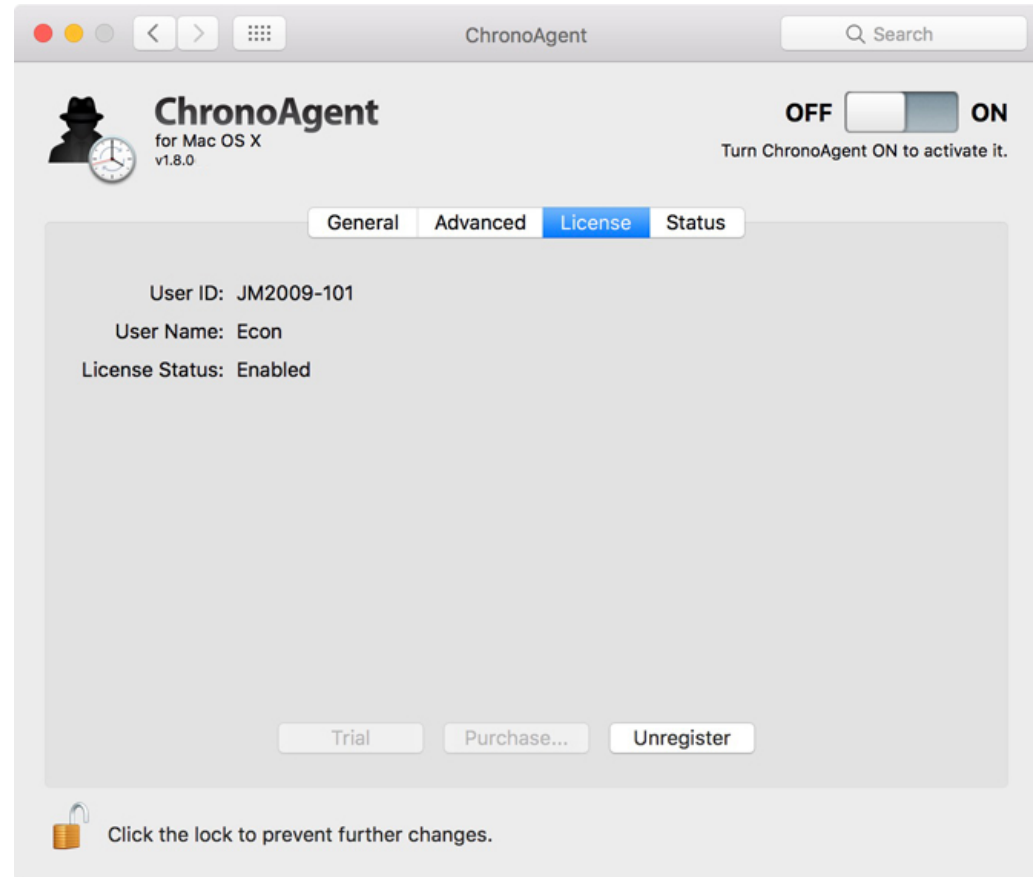 ChronoAgent
Search
ChronoAgent
for Mac OS X
v1.8.0
OFF ON
Turn ChronoAgent ON to activate it.
General Advanced License Status
User ID: JM2009-101
User Name: Econ
License Status: Enabled
Trial Purchase... Unregister
Click the lock to prevent further changes.